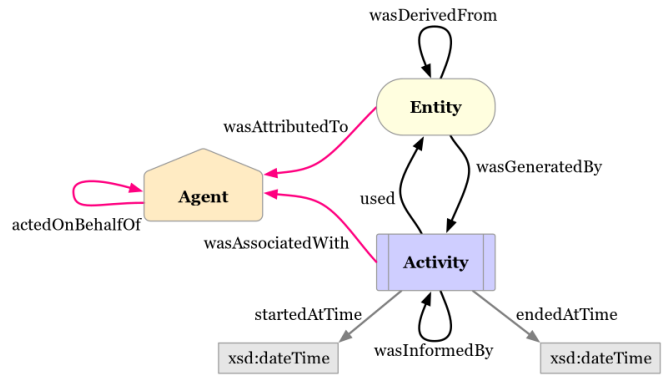 wasDerivedFrom
Entity
wasAttributedTo
wasGeneratedBy
Agent
used
actedOnBehalfOf
wasAssociatedWith
Activity
startedAtTime
endedAtTime
wasInformedBy
xsd:dateTime
xsd:dateTime